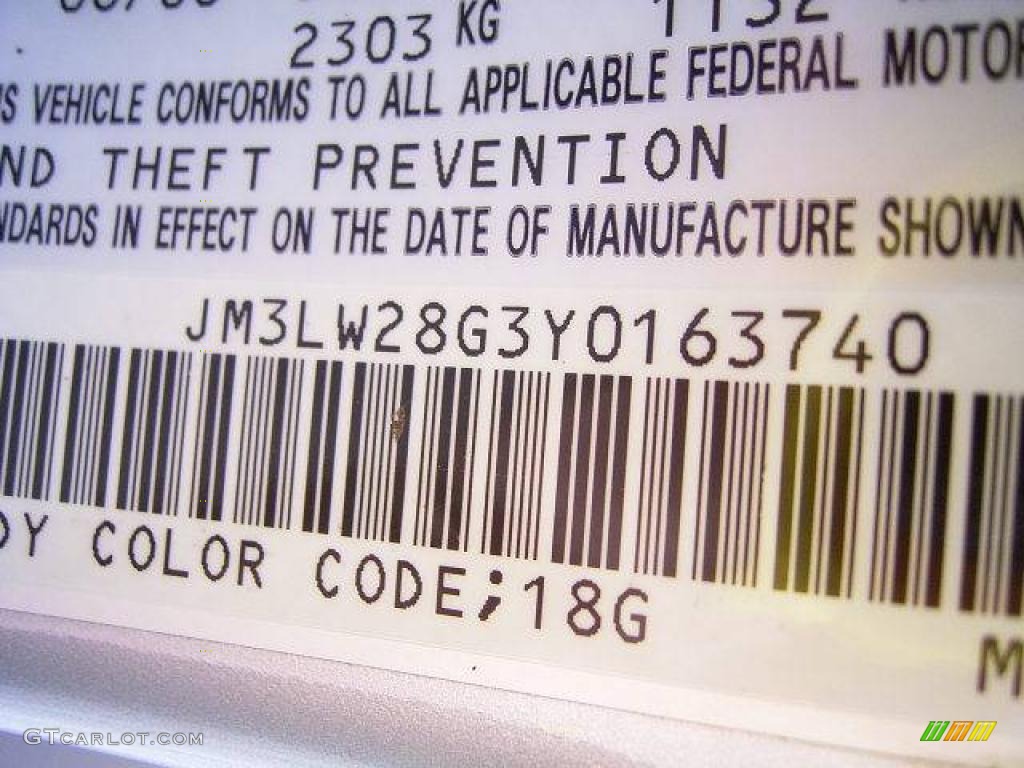 2303 KG
VEHICLE CONFORMS TO ALL APPLICABLE FEDERAL MOTOR
ND THEFT PREVENTION
NDARDS IN EFFECT ON THE DATE OF MANUFACTURE SHOWN
JM3LW28G3Y0163740
DY COLOR CODE;18G
M
GTcarlot.com